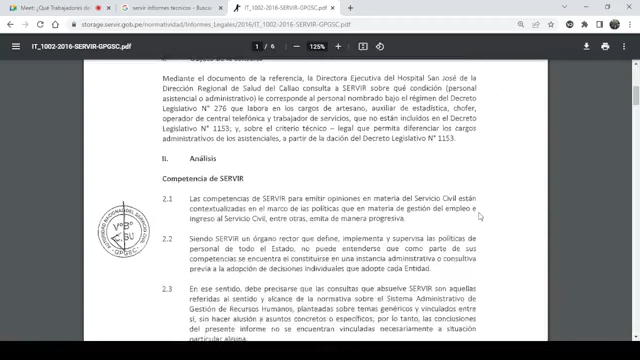 Meet: ¿Qué Trabajadores de
servir informes tecnicos - Buscar
IT_1002-2016-SERVIR-GPGSC.pdf
storage.servir.gob.pe/normatividad/Informes_Legales/2016/IT_1002-2016-SERVIR-GPGSC.pdf
IT_1002-2016-SERVIR-GPGSC.pdf
1 / 6
125%
Mediante el documento de la referencia, la Directora Ejecutiva del Hospital San José de la
Dirección Regional de Salud del Callao consulta a SERVIR sobre qué condición (personal
asistencial o administrativo) le corresponde al personal nombrado bajo el régimen del Decreto
Legislativo N° 276 que labora en los cargos de artesano, auxiliar de estadística, chofer,
operador de central telefónica y trabajador de servicios, que no están incluidos en el Decreto
Legislativo N° 1153; y, sobre el criterio técnico – legal que permita diferenciar los cargos
administrativos de los asistenciales, a partir de la dación del Decreto Legislativo N° 1153.
II. Análisis
Competencia de SERVIR
2.1 Las competencias de SERVIR para emitir opiniones en materia del Servicio Civil están
contextualizadas en el marco de las políticas que en materia de gestión del empleo e
ingreso al Servicio Civil, entre otras, emita de manera progresiva.
2.2 Siendo SERVIR un órgano rector que define, implementa y supervisa las políticas de
personal de todo el Estado, no puede entenderse que como parte de sus
competencias se encuentra el constituirse en una instancia administrativa o consultiva
previa a la adopción de decisiones individuales que adopte cada Entidad.
2.3 En ese sentido, debe precisarse que las consultas que absuelve SERVIR son aquellas
referidas al sentido y alcance de la normativa sobre el Sistema Administrativo de
Gestión de Recursos Humanos, planteadas sobre temas genéricos y vinculados entre
sí, sin hacer alusión a asuntos concretos o específicos; por lo tanto, las conclusiones
del presente informe no se encuentran vinculadas necesariamente a situación
particular alguna.
V°B°
GPGSC